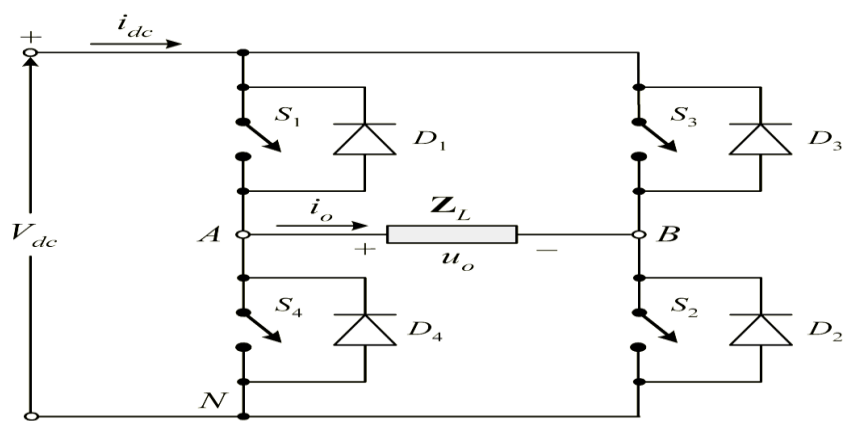 +
i_dc
S_1
D_1
S_3
D_3
V_dc
A
i_o
Z_L
B
+
u_o
−
S_4
D_4
S_2
D_2
N